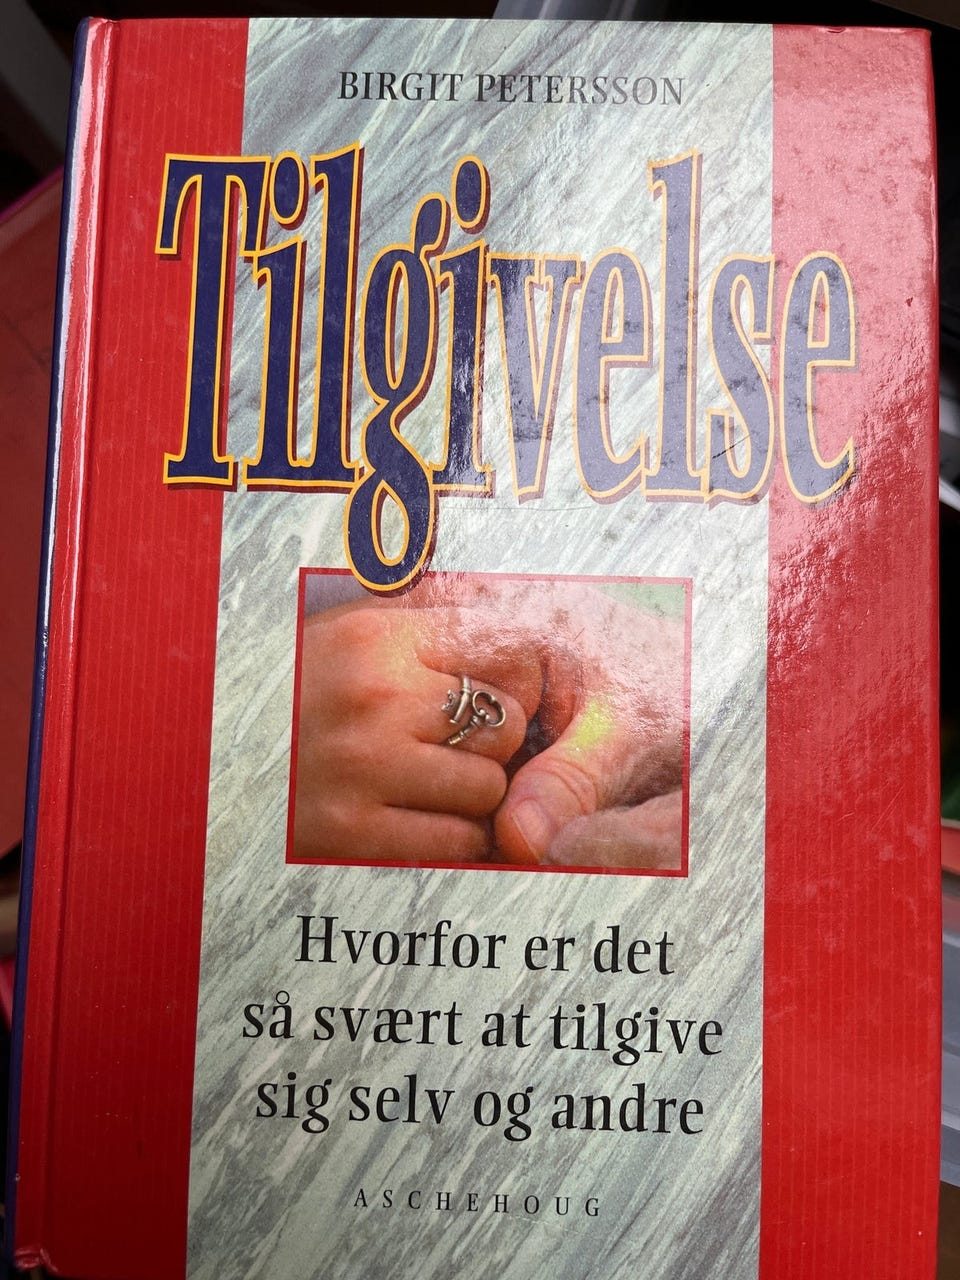 BIRGIT PETERSSON
Tilgivelse
Hvorfor er det
så svært at tilgive
sig selv og andre
ASCHEHOUG